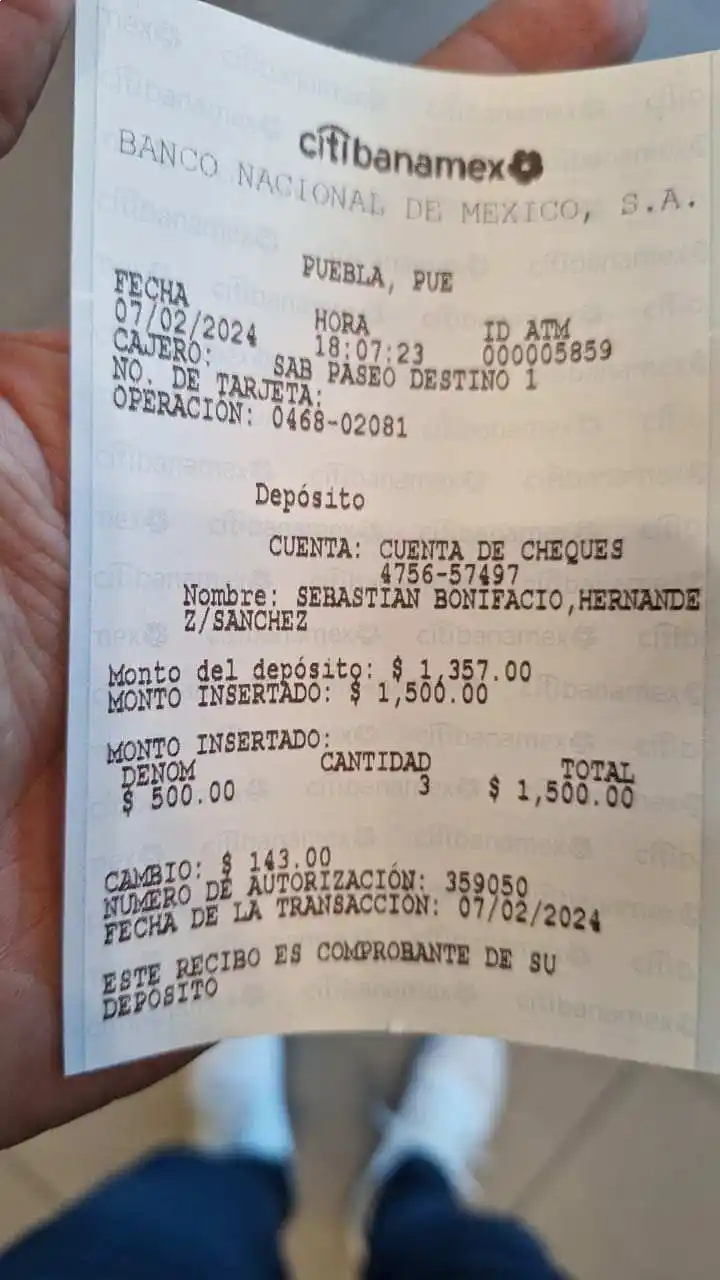 citibanamex
BANCO NACIONAL DE MEXICO, S.A.
PUEBLA, PUE
FECHA HORA ID ATM
07/02/2024 18:07:23 000005859
CAJERO: SAB PASEO DESTINO 1
NO. DE TARJETA:
OPERACIÓN: 0468-02081
Depósito
CUENTA: CUENTA DE CHEQUES
4756-57497
Nombre: SEBASTIAN BONIFACIO,HERNANDE
Z/SANCHEZ
Monto del depósito: $ 1,357.00
MONTO INSERTADO: $ 1,500.00
MONTO INSERTADO:
DENOM CANTIDAD TOTAL
$ 500.00 3 $ 1,500.00
CAMBIO: $ 143.00
NUMERO DE AUTORIZACIÓN: 359050
FECHA DE LA TRANSACCIÓN: 07/02/2024
ESTE RECIBO ES COMPROBANTE DE SU
DEPÓSITO